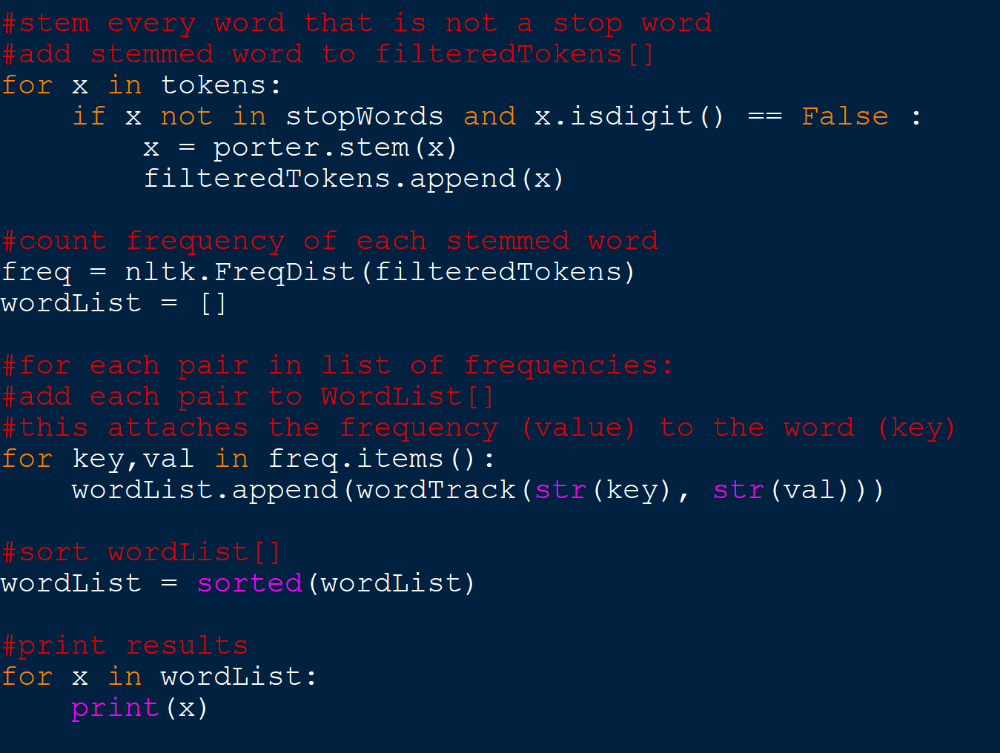 #stem every word that is not a stop word
#add stemmed word to filteredTokens[]
for x in tokens:
    if x not in stopWords and x.isdigit() == False :
        x = porter.stem(x)
        filteredTokens.append(x)

#count frequency of each stemmed word
freq = nltk.FreqDist(filteredTokens)
wordList = []

#for each pair in list of frequencies:
#add each pair to WordList[]
#this attaches the frequency (value) to the word (key)
for key,val in freq.items():
    wordList.append(wordTrack(str(key), str(val)))

#sort wordList[]
wordList = sorted(wordList)

#print results
for x in wordList:
    print(x)